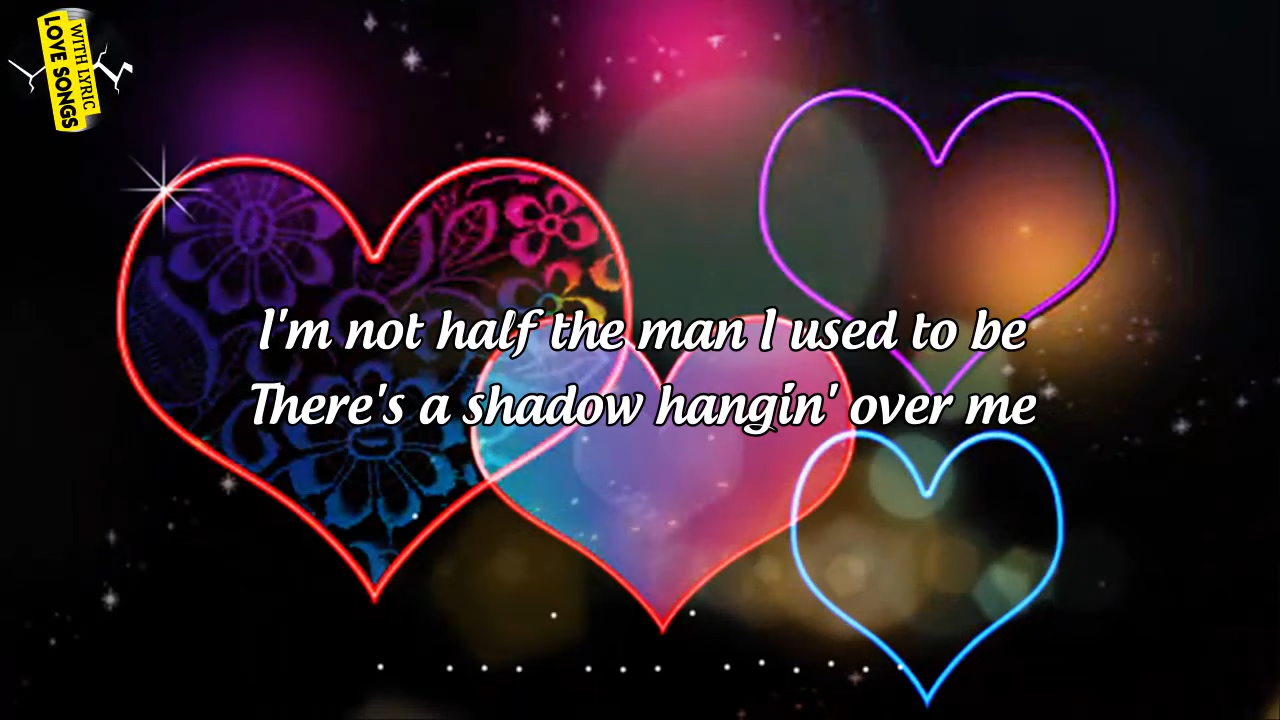 WITH LYRIC
LOVE SONGS
I'm not half the man I used to be
There's a shadow hangin' over me